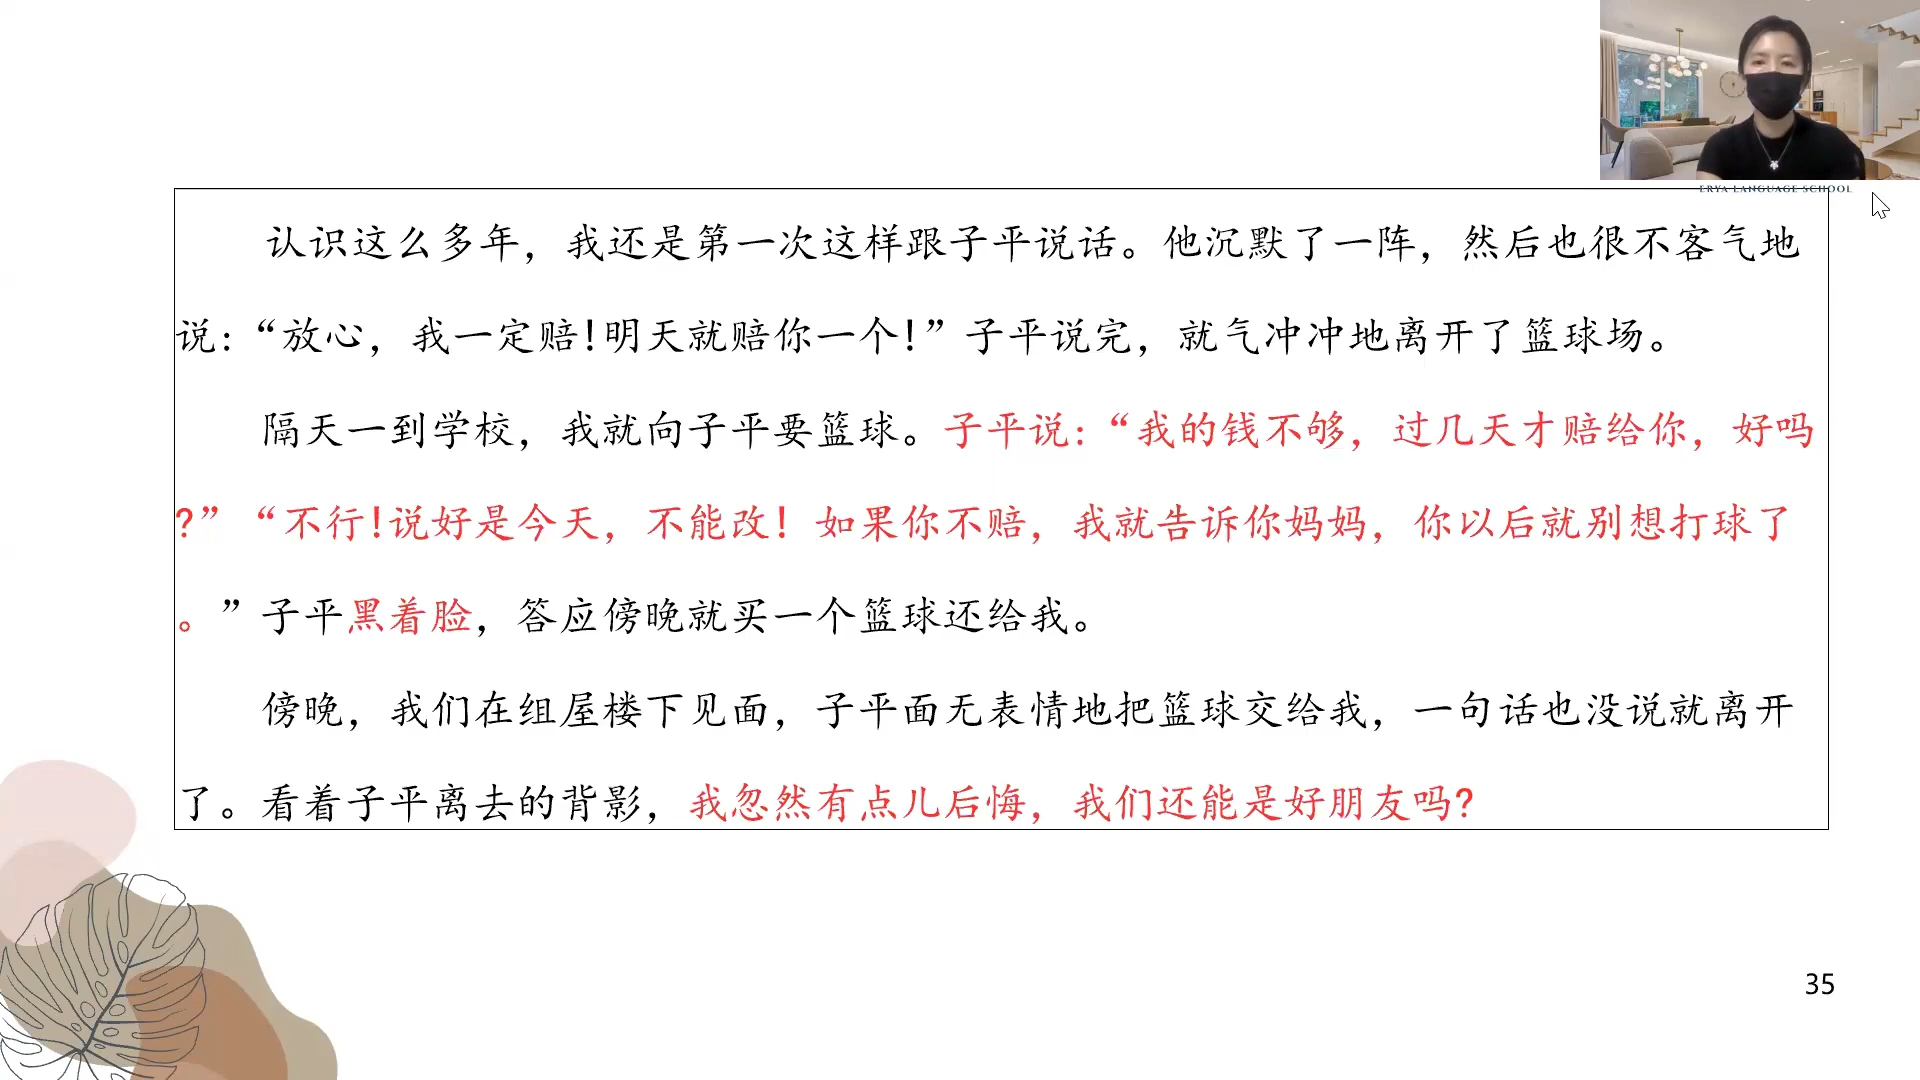 ERYA LANGUAGE SCHOOL
认识这么多年，我还是第一次这样跟子平说话。他沉默了一阵，然后也很不客气地
说：“放心，我一定赔！明天就赔你一个！”子平说完，就气冲冲地离开了篮球场。
隔天一到学校，我就向子平要篮球。子平说：“我的钱不够，过几天才赔给你，好吗
？”“不行！说好是今天，不能改！如果你不赔，我就告诉你妈妈，你以后就别想打球了
。”子平黑着脸，答应傍晚就买一个篮球还给我。
傍晚，我们在组屋楼下见面，子平面无表情地把篮球交给我，一句话也没说就离开
了。看着子平离去的背影，我忽然有点儿后悔，我们还能是好朋友吗?
35